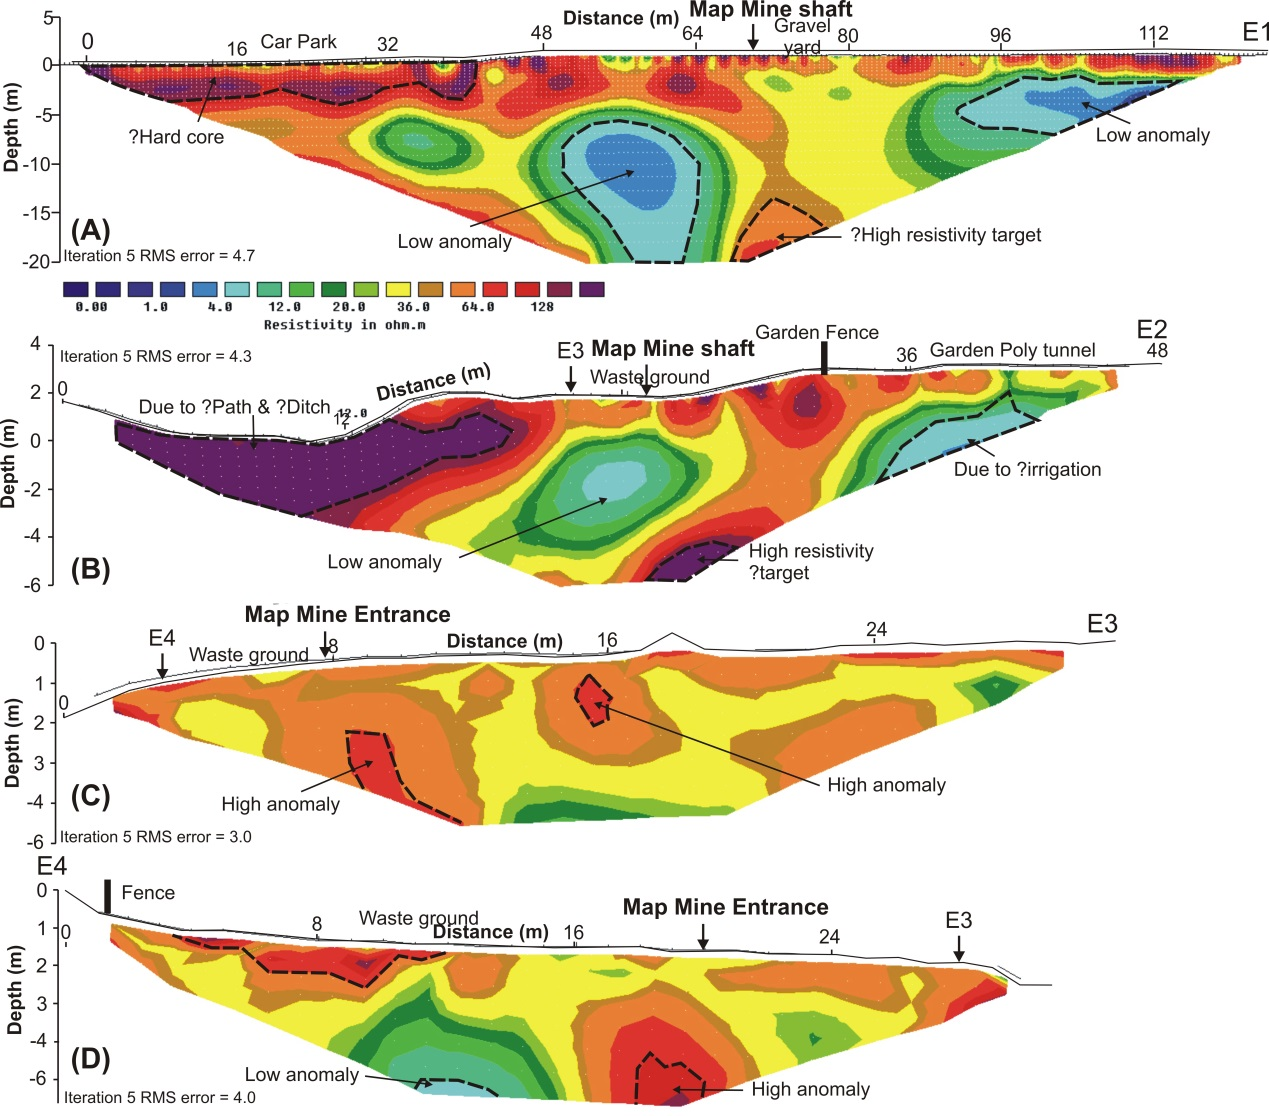 Map Mine shaft
Distance (m)
Gravel yard
5
0
16
Car Park
32
48
64
80
96
112
E1
0
-5
-10
-15
-20
Depth (m)
?Hard core
Low anomaly
Low anomaly
?High resistivity target
(A)
Iteration 5 RMS error = 4.7
0.00 1.0 4.0 12.0 20.0 36.0 64.0 128
Resistivity in ohm.m
E2
Garden Fence
4
Iteration 5 RMS error = 4.3
E3
Map Mine shaft
36
Garden Poly tunnel
48
Waste ground
Distance (m)
0
2
Due to ?Path & ?Ditch
12.0
0
-2
-4
-6
Depth (m)
Due to ?irrigation
Low anomaly
High resistivity
?target
(B)
Map Mine Entrance
E4
Waste ground
8
Distance (m)
16
24
E3
0
1
2
3
-4
-6
0
Depth (m)
High anomaly
High anomaly
(C)
Iteration 5 RMS error = 3.0
E4
0
Fence
Waste ground
8
Distance (m)
16
Map Mine Entrance
24
E3
1
0
2
3
-4
-6
Depth (m)
(D)
Low anomaly
High anomaly
Iteration 5 RMS error = 4.0